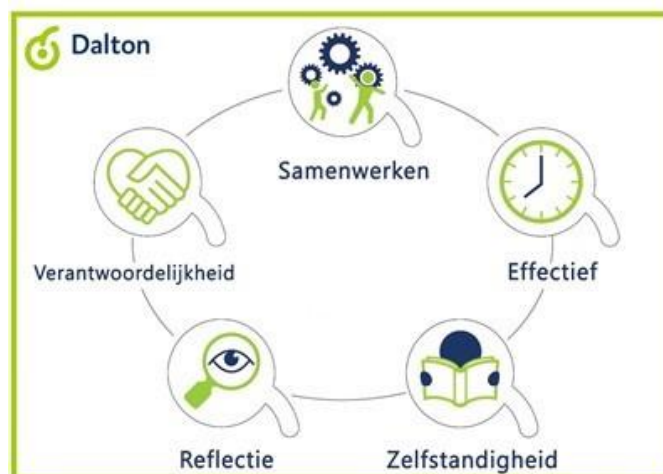 Dalton
Samenwerken
Verantwoordelijkheid
Effectief
Reflectie
Zelfstandigheid